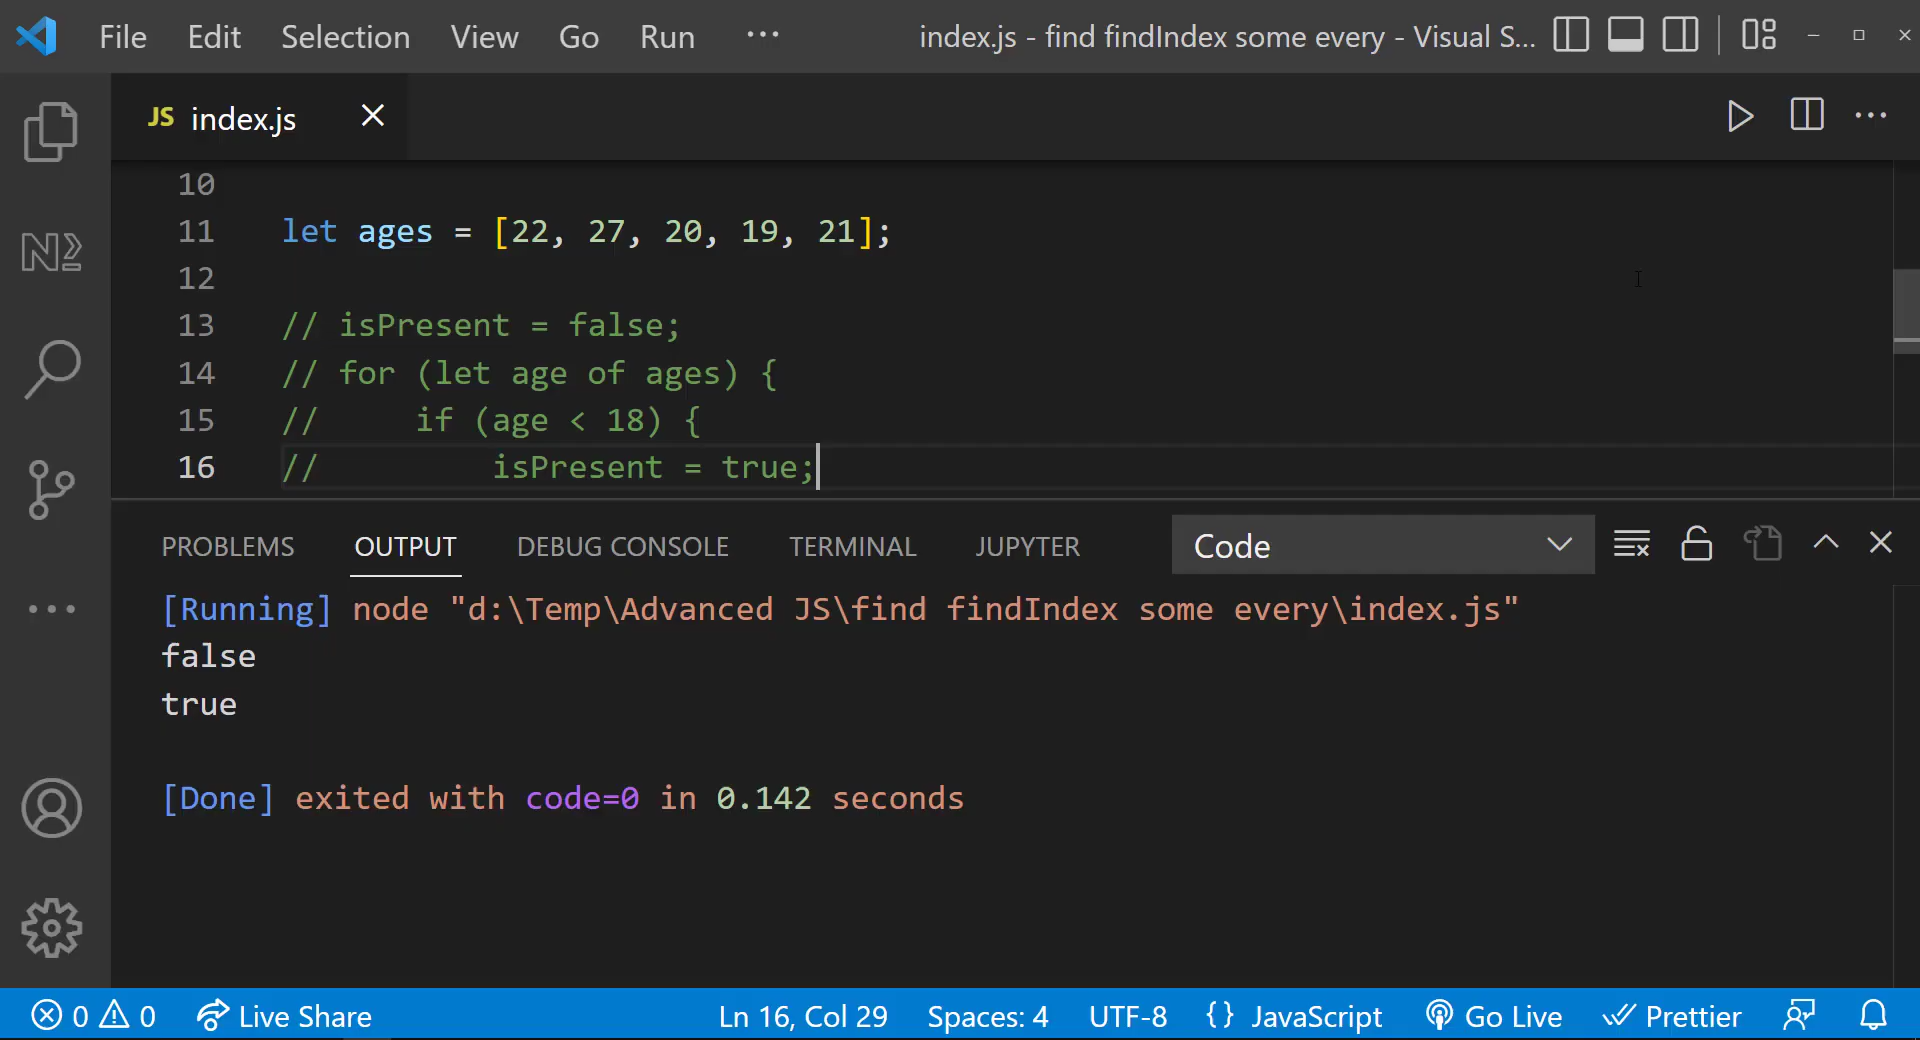 File Edit Selection View Go Run ... index.js - find findIndex some every - Visual S...
JS index.js
10
11 let ages = [22, 27, 20, 19, 21];
12
13 // isPresent = false;
14 // for (let age of ages) {
15 //     if (age < 18) {
16 //         isPresent = true;
PROBLEMS OUTPUT DEBUG CONSOLE TERMINAL JUPYTER Code
[Running] node "d:\Temp\Advanced JS\find findIndex some every\index.js"
false
true
[Done] exited with code=0 in 0.142 seconds
0 0 Live Share Ln 16, Col 29 Spaces: 4 UTF-8 {} JavaScript Go Live Prettier